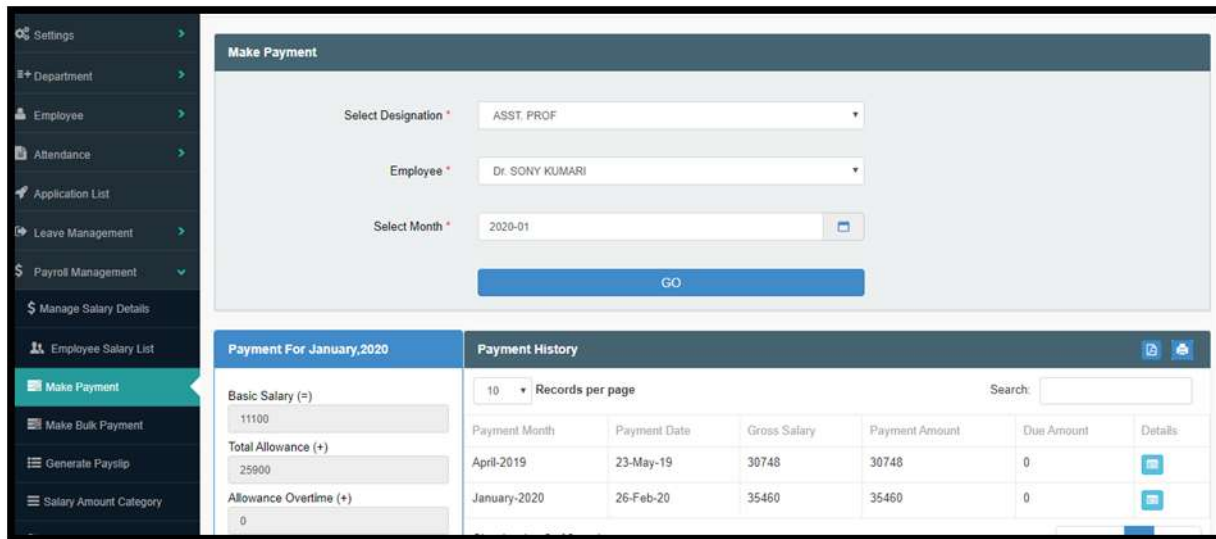 Settings
Department
Employee
Attendance
Application List
Leave Management
Payroll Management
Manage Salary Details
Employee Salary List
Make Payment
Make Bulk Payment
Generate Payslip
Salary Amount Category
Make Payment
Select Designation * ASST. PROF
Employee * Dr. SONY KUMARI
Select Month * 2020-01
GO
Payment For January,2020
Basic Salary (=)
11100
Total Allowance (+)
25900
Allowance Overtime (+)
0
Payment History
10 Records per page Search:
Payment Month Payment Date Gross Salary Payment Amount Due Amount Details
April-2019 23-May-19 30748 30748 0
January-2020 26-Feb-20 35460 35460 0